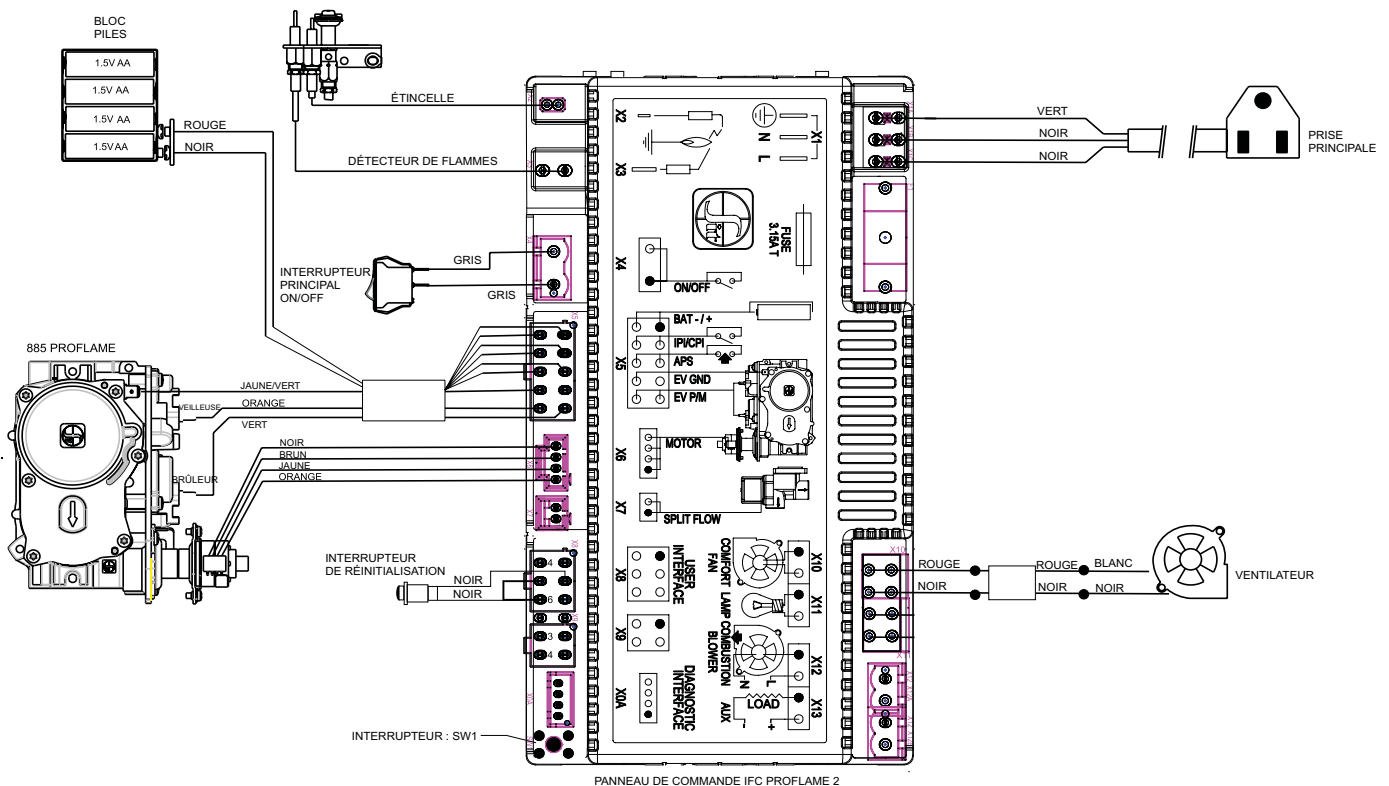 BLOC
PILES
1.5V AA
1.5V AA
1.5V AA
1.5V AA
ROUGE
NOIR
ÉTINCELLE
DÉTECTEUR DE FLAMMES
INTERRUPTEUR
PRINCIPAL
ON/OFF
GRIS
GRIS
885 PROFLAME
JAUNE/VERT
VEILLEUSE
ORANGE
VERT
NOIR
BRUN
JAUNE
ORANGE
BRÛLEUR
INTERRUPTEUR
DE RÉINITIALISATION
NOIR
NOIR
INTERRUPTEUR : SW1
X2
X3
X4
ON/OFF
X5
BAT - / +
IPI/CPI
APS
EV GND
EV P/M
X6
MOTOR
X7
SPLIT FLOW
X8
USER
INTERFACE
X9
X0A
DIAGNOSTIC
INTERFACE
X1
N
L
FUSE
3.15A T
COMFORT
FAN
X10
LAMP
X11
COMBUSTION
BLOWER
X12
N
L
AUX
LOAD
X13
- +
4
6
3
4
X3
X4
X5
X10
VERT
NOIR
NOIR
PRISE
PRINCIPALE
ROUGE
NOIR
ROUGE
NOIR
BLANC
NOIR
VENTILATEUR
PANNEAU DE COMMANDE IFC PROFLAME 2